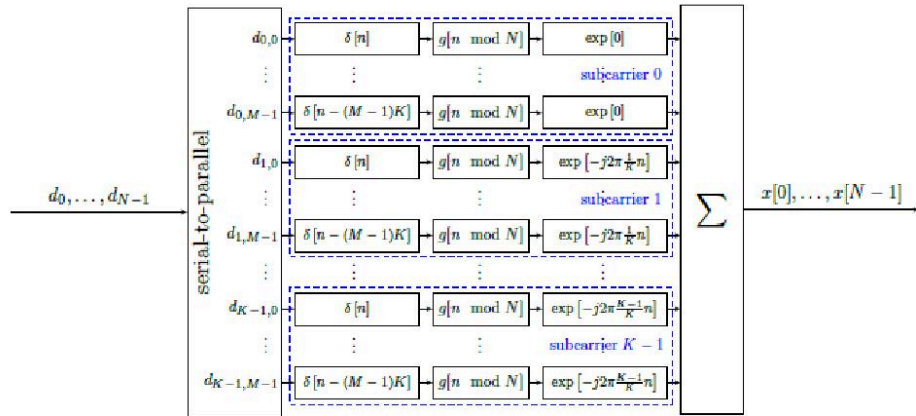 d_{0,0} δ[n] g[n mod N] exp[0]
⋮ ⋮ ⋮ subcarrier 0
d_{0,M−1} δ[n − (M − 1)K] g[n mod N] exp[0]
d_{1,0} δ[n] g[n mod N] exp[−j2π 1/K n]
⋮ ⋮ ⋮ subcarrier 1
d_{1,M−1} δ[n − (M − 1)K] g[n mod N] exp[−j2π 1/K n]
⋮ ⋮ ⋮ ⋮
d_{K−1,0} δ[n] g[n mod N] exp[−j2π K−1/K n]
⋮ ⋮ ⋮ subcarrier K − 1
d_{K−1,M−1} δ[n − (M − 1)K] g[n mod N] exp[−j2π K−1/K n]
d_0, . . . , d_{N−1}
serial-to-parallel
∑
x[0], . . . , x[N − 1]